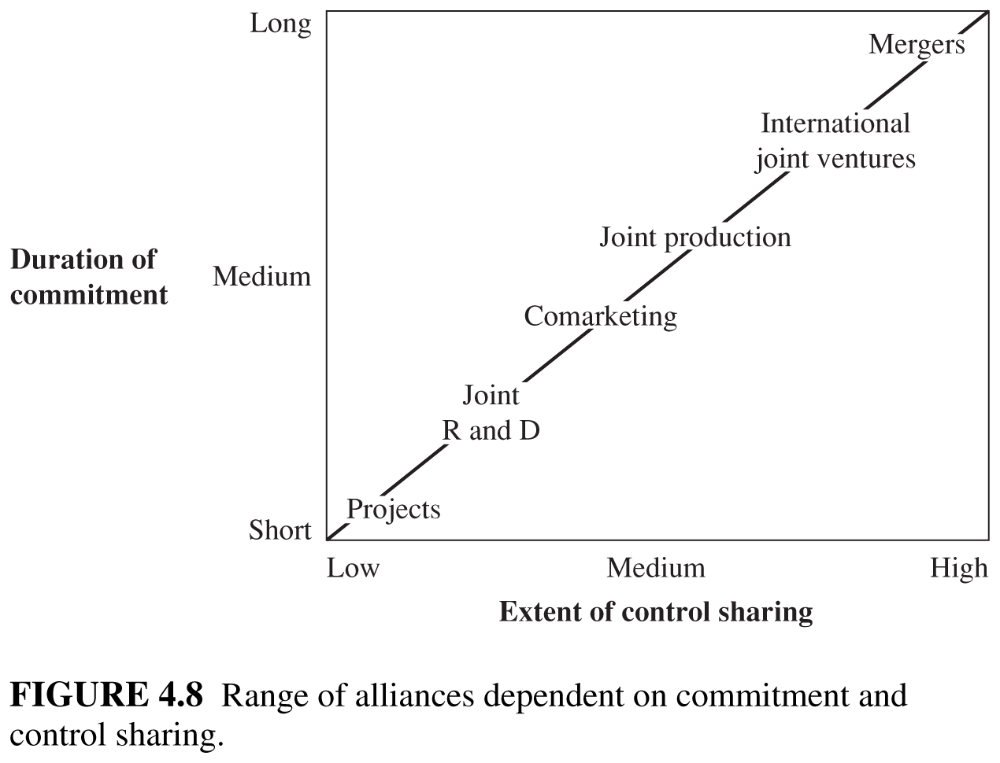 Long
Mergers
International
joint ventures
Joint production
Duration of
commitment
Medium
Comarketing
Joint
R and D
Projects
Short
Low Medium High
Extent of control sharing
FIGURE 4.8 Range of alliances dependent on commitment and
control sharing.